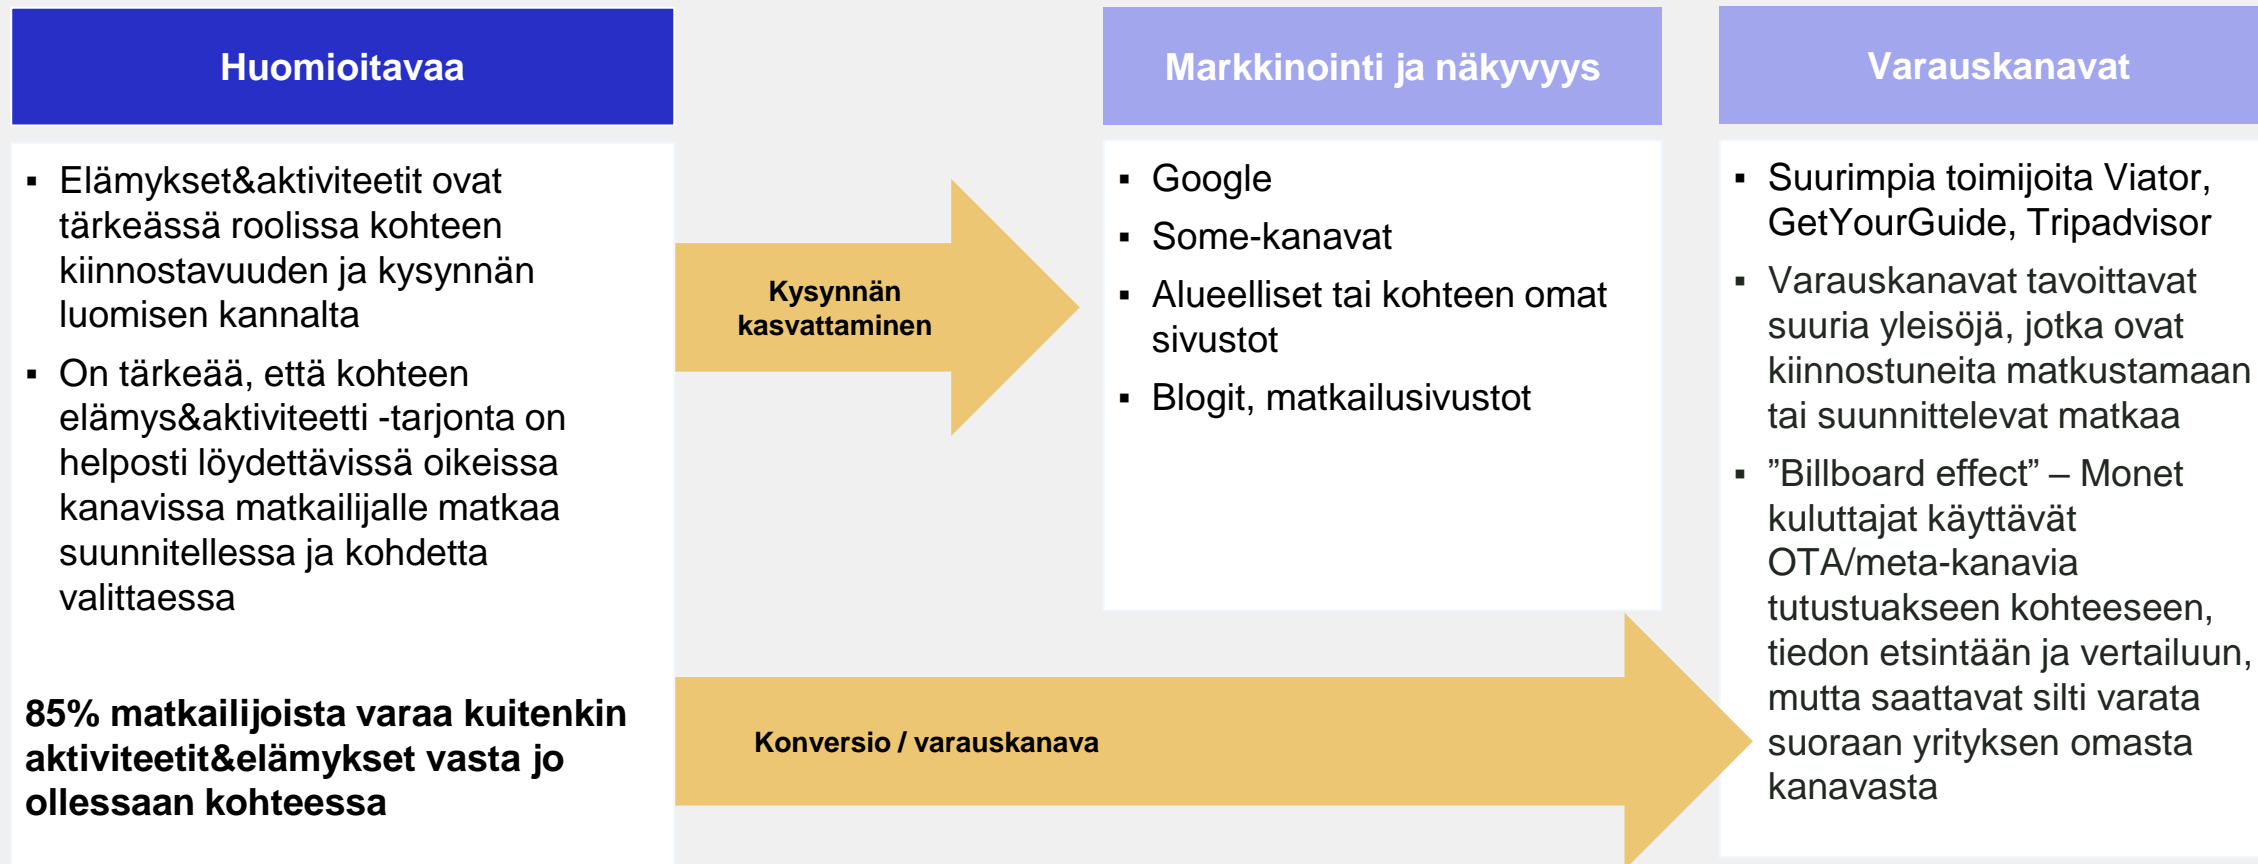 Huomioitavaa
▪ Elämykset&aktiviteetit ovat
tärkeässä roolissa kohteen
kiinnostavuuden ja kysynnän
luomisen kannalta
▪ On tärkeää, että kohteen
elämys&aktiviteetti -tarjonta on
helposti löydettävissä oikeissa
kanavissa matkailijalle matkaa
suunnitellessa ja kohdetta
valittaessa
85% matkailijoista varaa kuitenkin
aktiviteetit&elämykset vasta jo
ollessaan kohteessa
Kysynnän
kasvattaminen
Konversio / varauskanava
Markkinointi ja näkyvyys
▪ Google
▪ Some-kanavat
▪ Alueelliset tai kohteen omat
sivustot
▪ Blogit, matkailusivustot
Varauskanavat
▪ Suurimpia toimijoita Viator,
GetYourGuide, Tripadvisor
▪ Varauskanavat tavoittavat
suuria yleisöjä, jotka ovat
kiinnostuneita matkustamaan
tai suunnittelevat matkaa
▪ ”Billboard effect” – Monet
kuluttajat käyttävät
OTA/meta-kanavia
tutustuakseen kohteeseen,
tiedon etsintään ja vertailuun,
mutta saattavat silti varata
suoraan yrityksen omasta
kanavasta